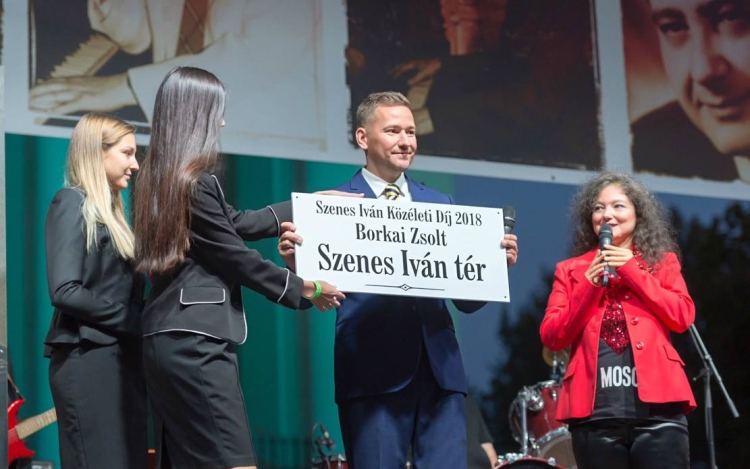 Szenes Iván Közéleti Díj 2018
Borkai Zsolt
Szenes Iván tér
MOSC